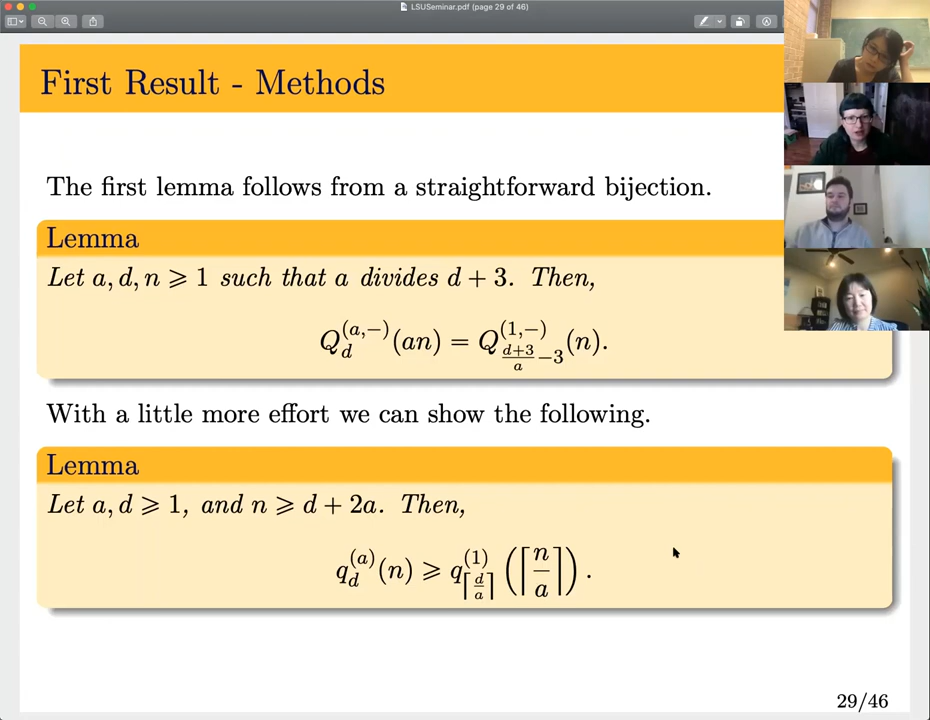 LSUSeminar.pdf (page 29 of 46)
First Result - Methods
The first lemma follows from a straightforward bijection.
Lemma
Let a, d, n ⩾ 1 such that a divides d + 3. Then,
Q_d^{(a,−)}(an) = Q_{\frac{d+3}{a}−3}^{(1,−)}(n).
With a little more effort we can show the following.
Lemma
Let a, d ⩾ 1, and n ⩾ d + 2a. Then,
q_d^{(a)}(n) ⩾ q_{⌈\frac{d}{a}⌉}^{(1)}(⌈\frac{n}{a}⌉).
29/46